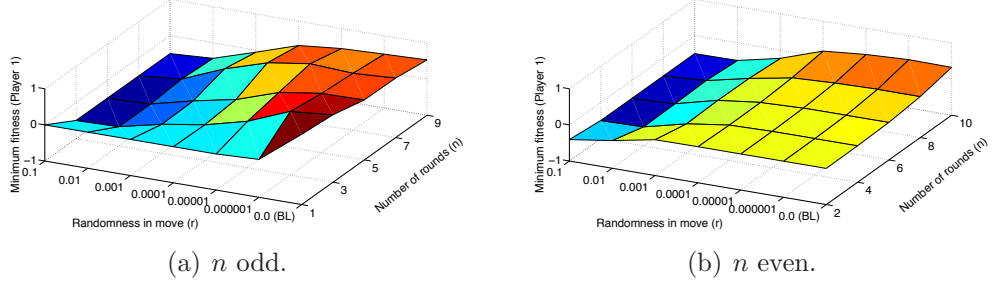 Minimum fitness (Player 1)
1
0
−1
0.1
0.01
0.001
0.0001
0.00001
0.000001
0.0 (BL)
Randomness in move (r)
1
3
5
7
9
Number of rounds (n)
(a) n odd.
Minimum fitness (Player 1)
1
0
−1
0.1
0.01
0.001
0.0001
0.00001
0.000001
0.0 (BL)
Randomness in move (r)
2
4
6
8
10
Number of rounds (n)
(b) n even.